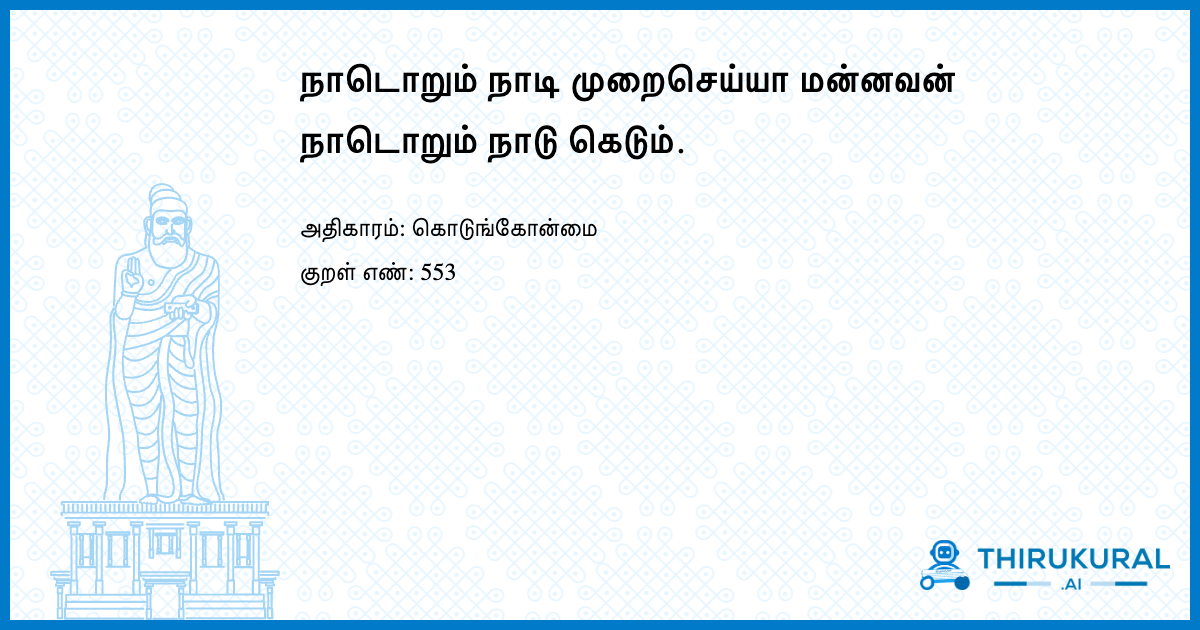 நாடொறும் நாடி முறைசெய்யா மன்னவன்
நாடொறும் நாடு கெடும்.
அதிகாரம்: கொடுங்கோன்மை
குறள் எண்: 553
THIRUKURAL
.AI